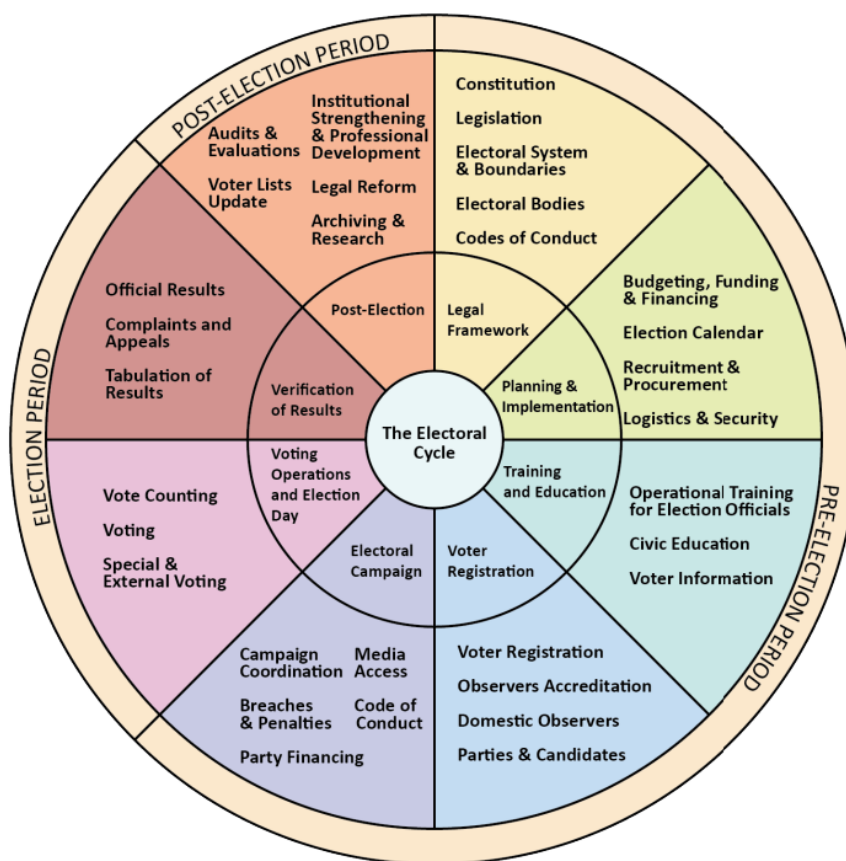 The Electoral
Cycle
POST-ELECTION PERIOD
PRE-ELECTION PERIOD
ELECTION PERIOD
Legal
Framework
Constitution
Legislation
Electoral System
& Boundaries
Electoral Bodies
Codes of Conduct
Planning &
Implementation
Budgeting, Funding
& Financing
Election Calendar
Recruitment &
Procurement
Logistics & Security
Training
and Education
Operational Training
for Election Officials
Civic Education
Voter Information
Voter
Registration
Voter Registration
Observers Accreditation
Domestic Observers
Parties & Candidates
Electoral
Campaign
Campaign
Coordination
Breaches
& Penalties
Party Financing
Media
Access
Code of
Conduct
Voting
Operations
and Election
Day
Vote Counting
Voting
Special &
External Voting
Verification
of Results
Official Results
Complaints and
Appeals
Tabulation of
Results
Post-Election
Audits &
Evaluations
Voter Lists
Update
Institutional
Strengthening
& Professional
Development
Legal Reform
Archiving &
Research